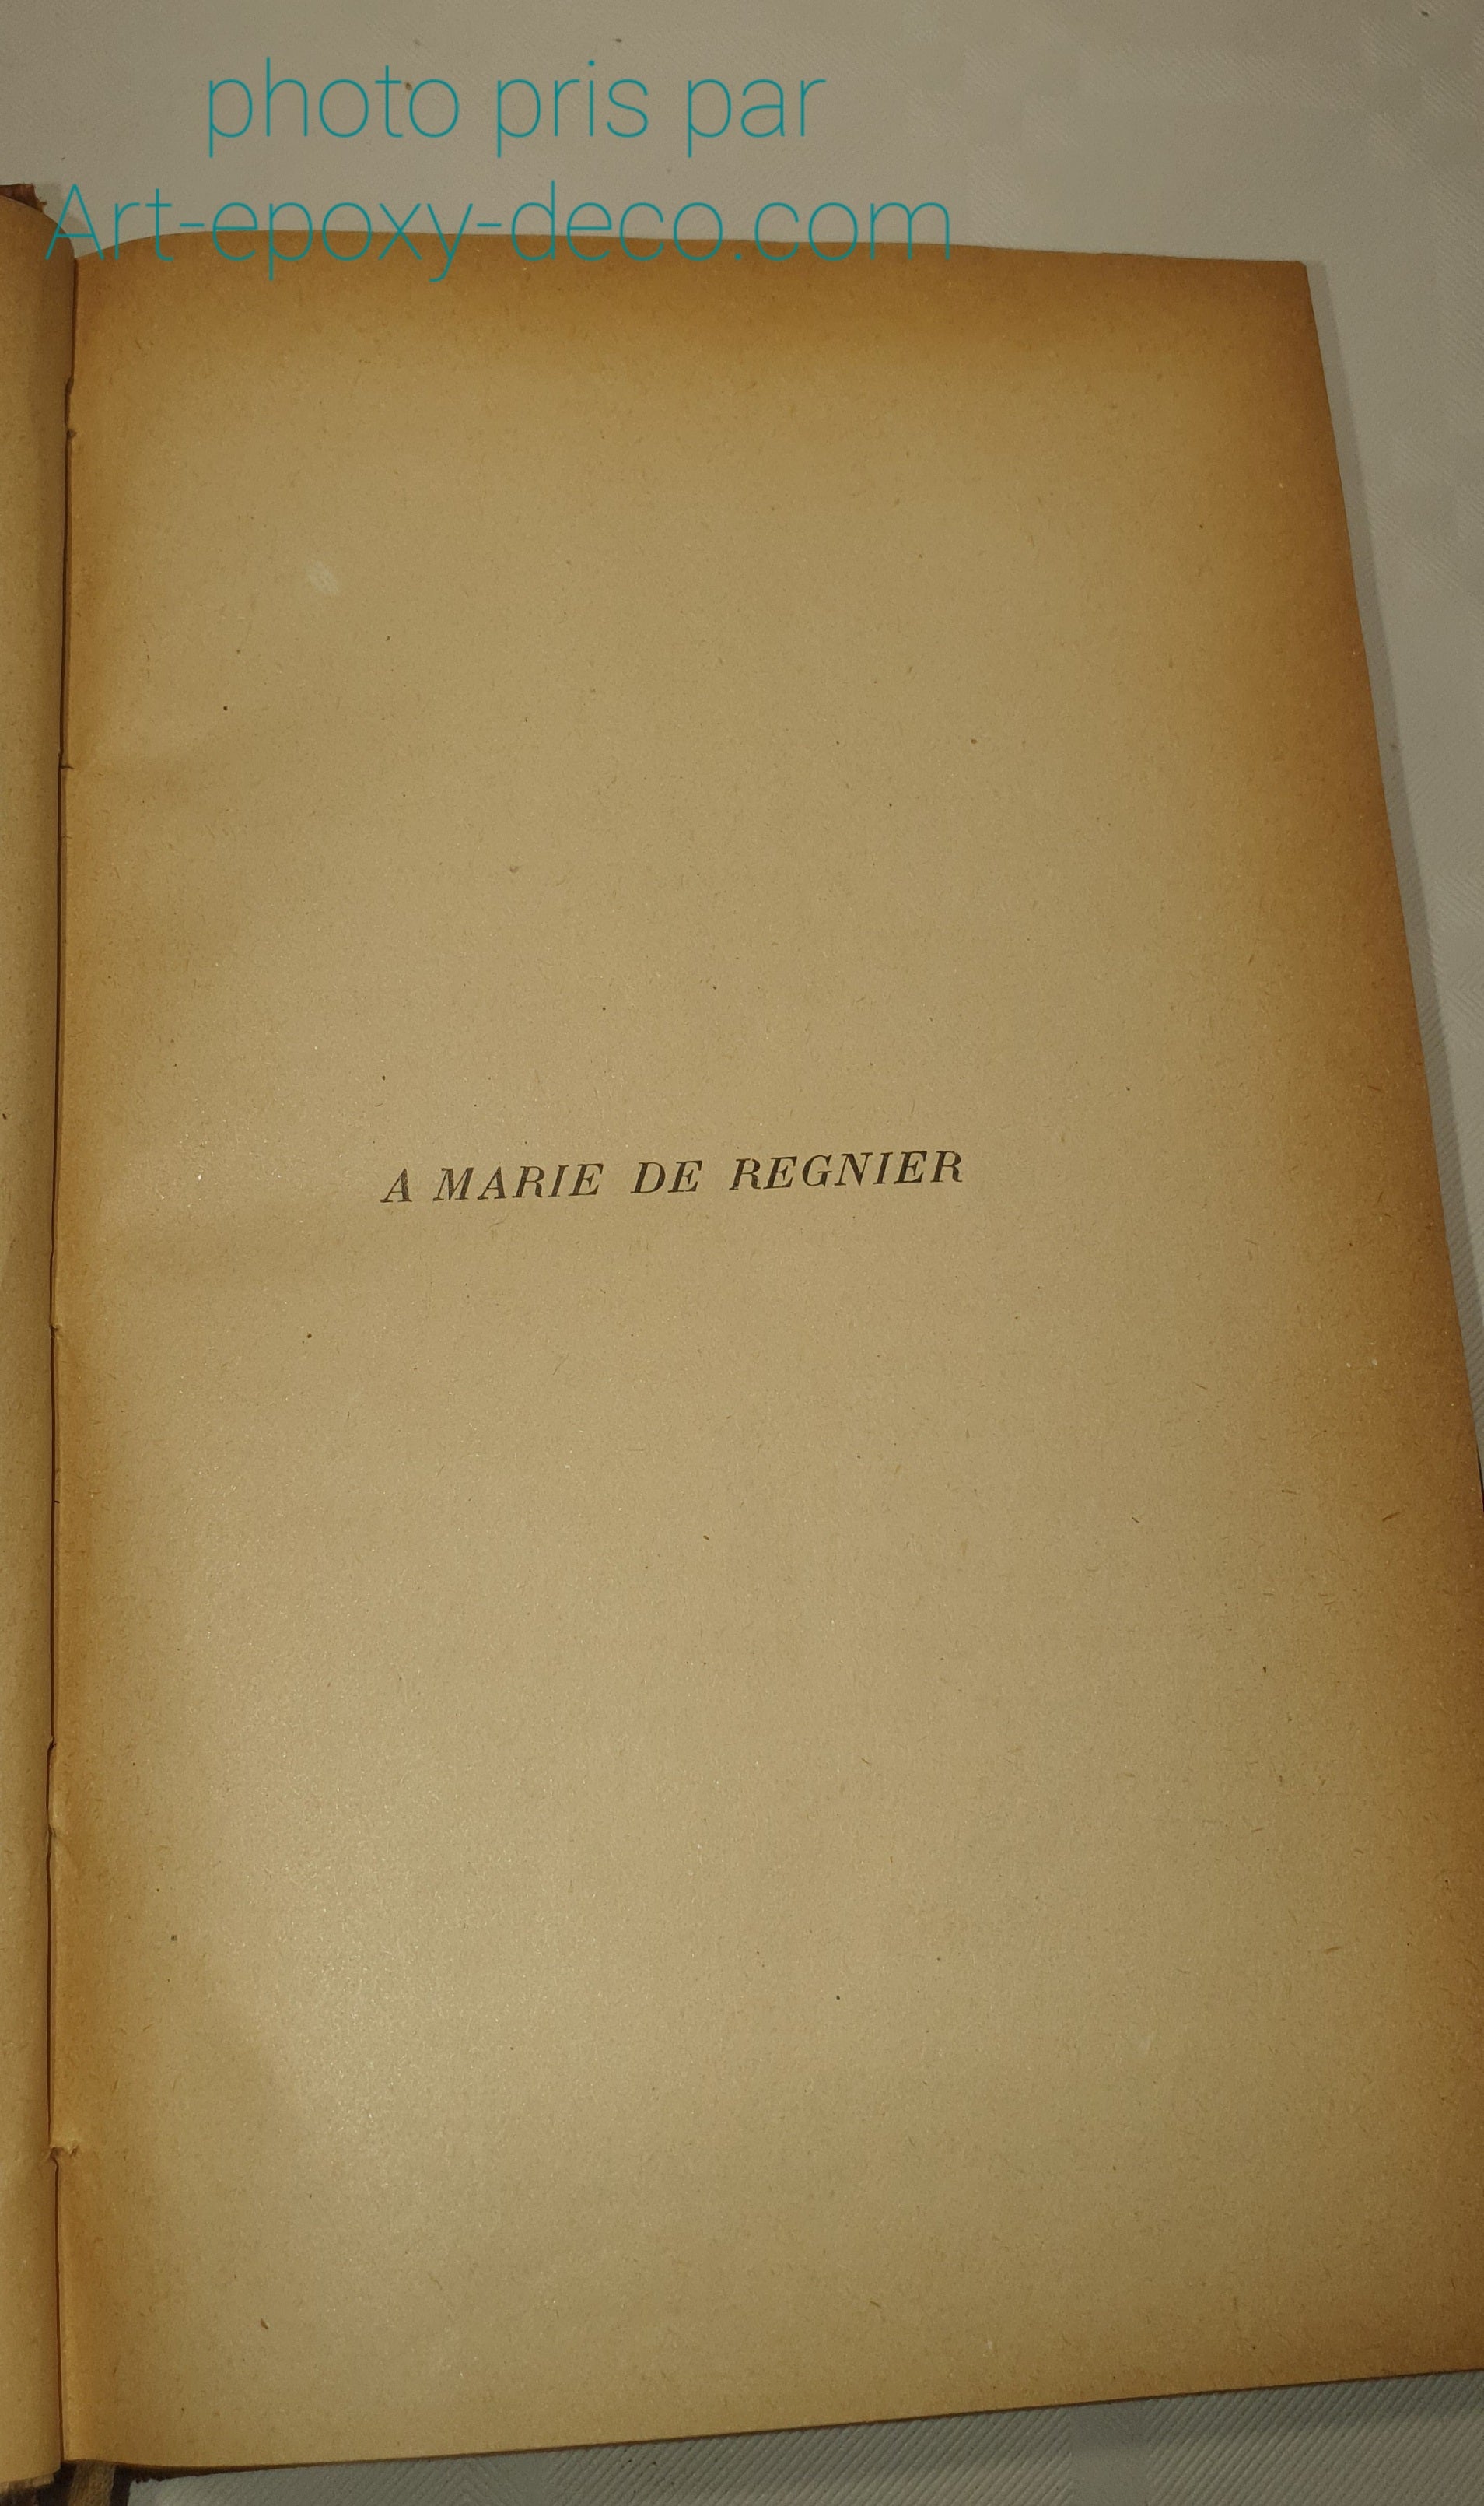 photo pris par
Art-epoxy-deco.com
A MARIE DE REGNIER